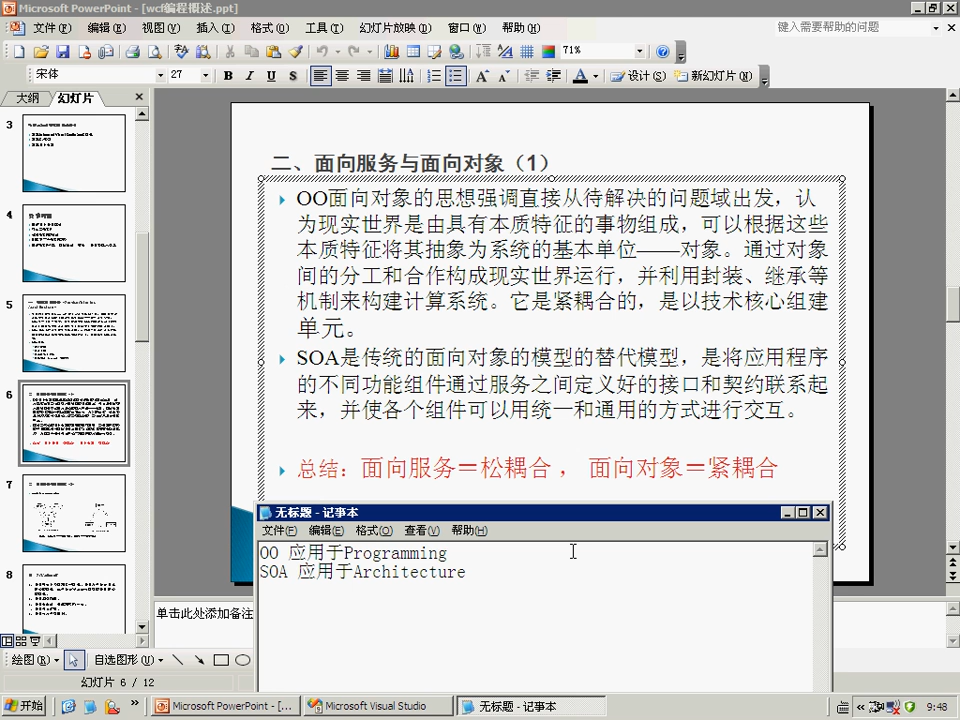 Microsoft PowerPoint - [wcf编程概述.ppt]
文件(F) 编辑(E) 视图(V) 插入(I) 格式(O) 工具(T) 幻灯片放映(D) 窗口(W) 帮助(H) 键入需要帮助的问题
71%
宋体 27 B I U S A A A 设计(S) 新幻灯片(N)
大纲 幻灯片
3
4
5
6
7
8
二、面向服务与面向对象（1）
OO面向对象的思想强调直接从待解决的问题域出发，认
为现实世界是由具有本质特征的事物组成，可以根据这些
本质特征将其抽象为系统的基本单位——对象。通过对象
间的分工和合作构成现实世界运行，并利用封装、继承等
机制来构建计算系统。它是紧耦合的，是以技术核心组建
单元。
SOA是传统的面向对象的模型的替代模型，是将应用程序
的不同功能组件通过服务之间定义好的接口和契约联系起
来，并使各个组件可以用统一和通用的方式进行交互。
总结：面向服务＝松耦合， 面向对象＝紧耦合
无标题 - 记事本
文件(F) 编辑(E) 格式(O) 查看(V) 帮助(H)
OO 应用于Programming
SOA 应用于Architecture
单击此处添加备注
绘图(R) 自选图形(U)
幻灯片 6 / 12
开始 Microsoft PowerPoint - [... Microsoft Visual Studio 无标题 - 记事本 9:48